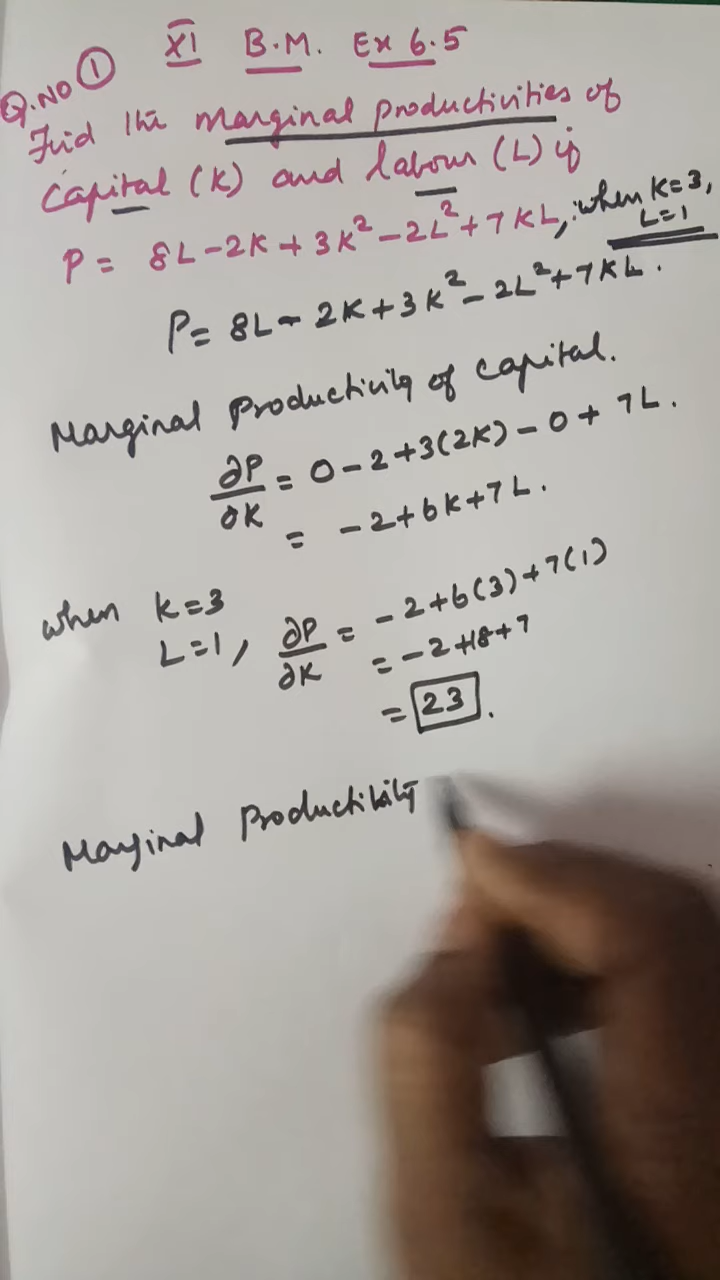 XI B.M. Ex 6.5
Q.NO 1
Find the marginal productivities of
capital (K) and labour (L) if
P = 8L - 2K + 3K² - 2L² + 7KL, when K=3,
L=1
P = 8L - 2K + 3K² - 2L² + 7KL.
Marginal Productivity of capital.
∂P/∂K = 0 - 2 + 3(2K) - 0 + 7L.
= -2 + 6K + 7L.
when K=3
L=1, ∂P/∂K = -2 + 6(3) + 7(1)
= -2 + 18 + 7
= 23.
Marginal Productivity